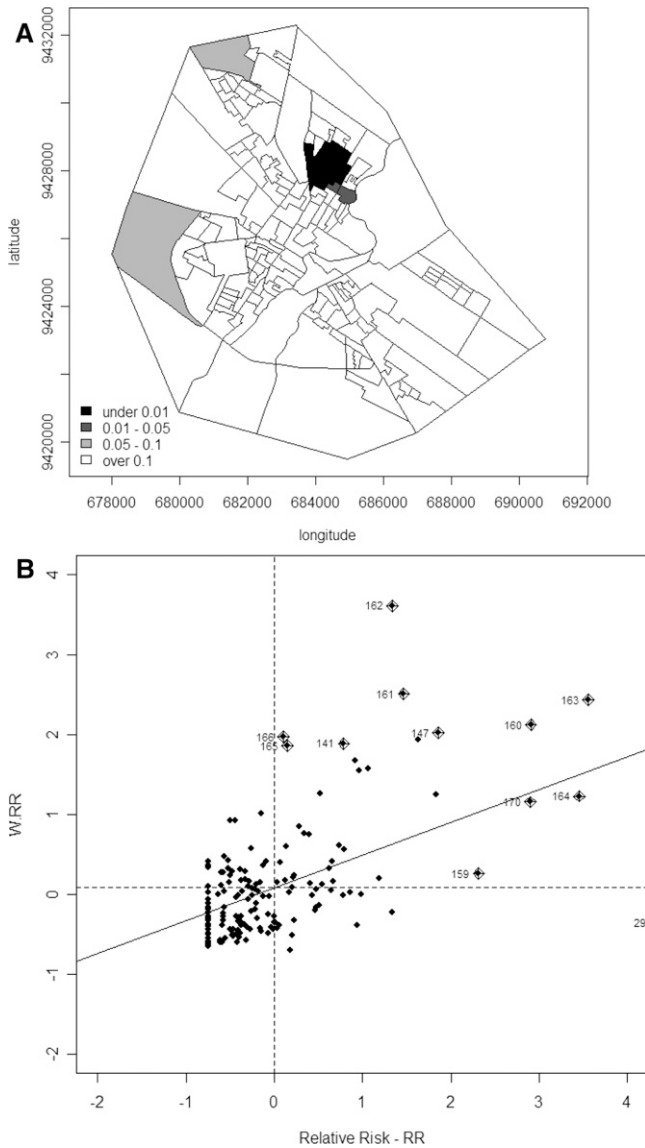 A
9432000
9428000
9424000
9420000
latitude
under 0.01
0.01 - 0.05
0.05 - 0.1
over 0.1
678000 680000 682000 684000 686000 688000 690000 692000
longitude
B
4
3
2
1
0
-1
-2
W.RR
162
161
163
160
147
166
165
141
170
164
159
29
-2 -1 0 1 2 3 4
Relative Risk - RR